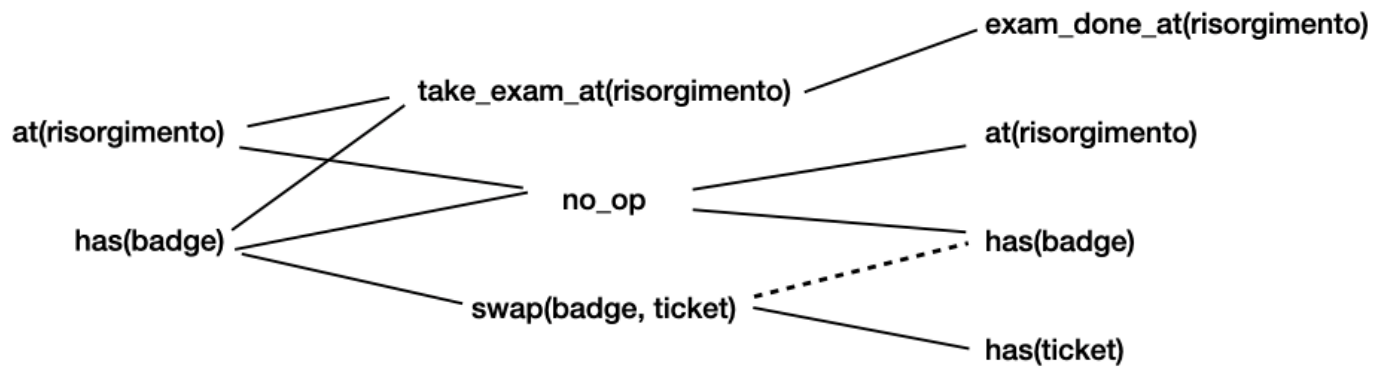 exam_done_at(risorgimento)
take_exam_at(risorgimento)
at(risorgimento)
at(risorgimento)
no_op
has(badge)
has(badge)
swap(badge, ticket)
has(ticket)